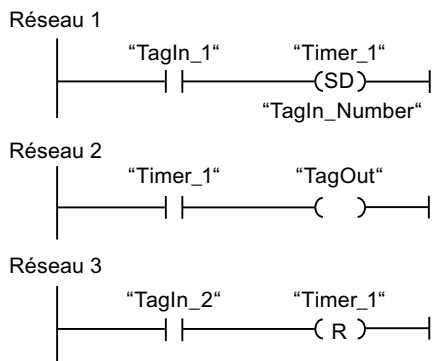 Réseau 1
"TagIn_1" "Timer_1"
SD
"TagIn_Number"
Réseau 2
"Timer_1" "TagOut"
Réseau 3
"TagIn_2" "Timer_1"
R